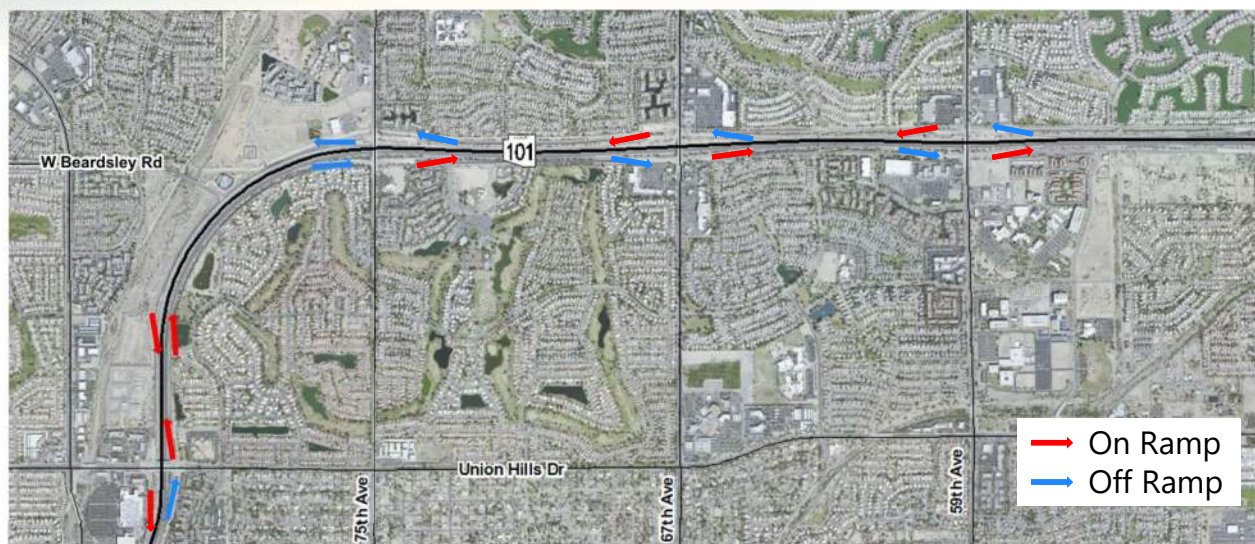 101
W Beardsley Rd
Union Hills Dr
75th Ave
67th Ave
59th Ave
On Ramp
Off Ramp